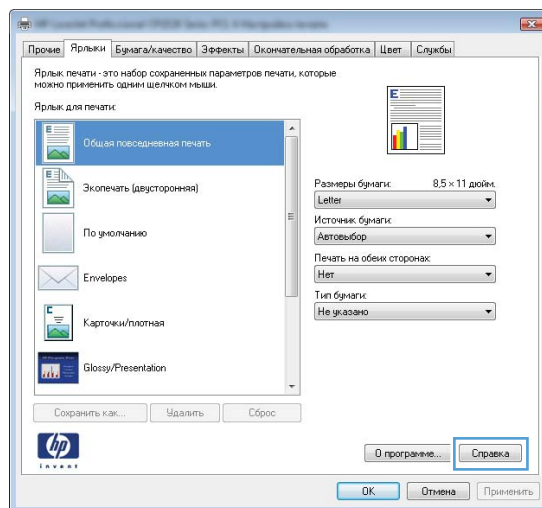 Прочие Ярлыки Бумага/качество Эффекты Окончательная обработка Цвет Службы
Ярлык печати - это набор сохраненных параметров печати, которые
можно применить одним щелчком мыши.
Ярлык для печати:
Общая повседневная печать
Экопечать (двусторонняя)
По умолчанию
Envelopes
Карточки/плотная
Glossy/Presentation
Сохранить как... Удалить Сброс
E
Размеры бумаги: 8,5 × 11 дюйм.
Letter
Источник бумаги:
Автовыбор
Печать на обеих сторонах:
Нет
Тип бумаги:
Не указано
hp
invent
О программе... Справка
OK Отмена Применить